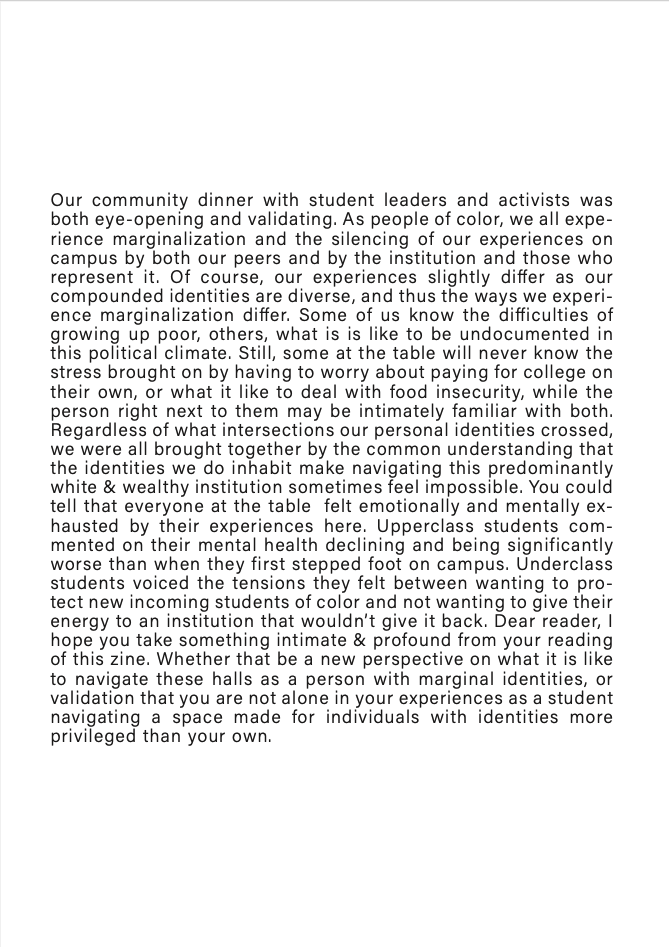 Our community dinner with student leaders and activists was
both eye-opening and validating. As people of color, we all expe-
rience marginalization and the silencing of our experiences on
campus by both our peers and by the institution and those who
represent it. Of course, our experiences slightly differ as our
compounded identities are diverse, and thus the ways we experi-
ence marginalization differ. Some of us know the difficulties of
growing up poor, others, what is is like to be undocumented in
this political climate. Still, some at the table will never know the
stress brought on by having to worry about paying for college on
their own, or what it like to deal with food insecurity, while the
person right next to them may be intimately familiar with both.
Regardless of what intersections our personal identities crossed,
we were all brought together by the common understanding that
the identities we do inhabit make navigating this predominantly
white & wealthy institution sometimes feel impossible. You could
tell that everyone at the table  felt emotionally and mentally ex-
hausted by their experiences here. Upperclass students com-
mented on their mental health declining and being significantly
worse than when they first stepped foot on campus. Underclass
students voiced the tensions they felt between wanting to pro-
tect new incoming students of color and not wanting to give their
energy to an institution that wouldn't give it back. Dear reader, I
hope you take something intimate & profound from your reading
of this zine. Whether that be a new perspective on what it is like
to navigate these halls as a person with marginal identities, or
validation that you are not alone in your experiences as a student
navigating a space made for individuals with identities more
privileged than your own.